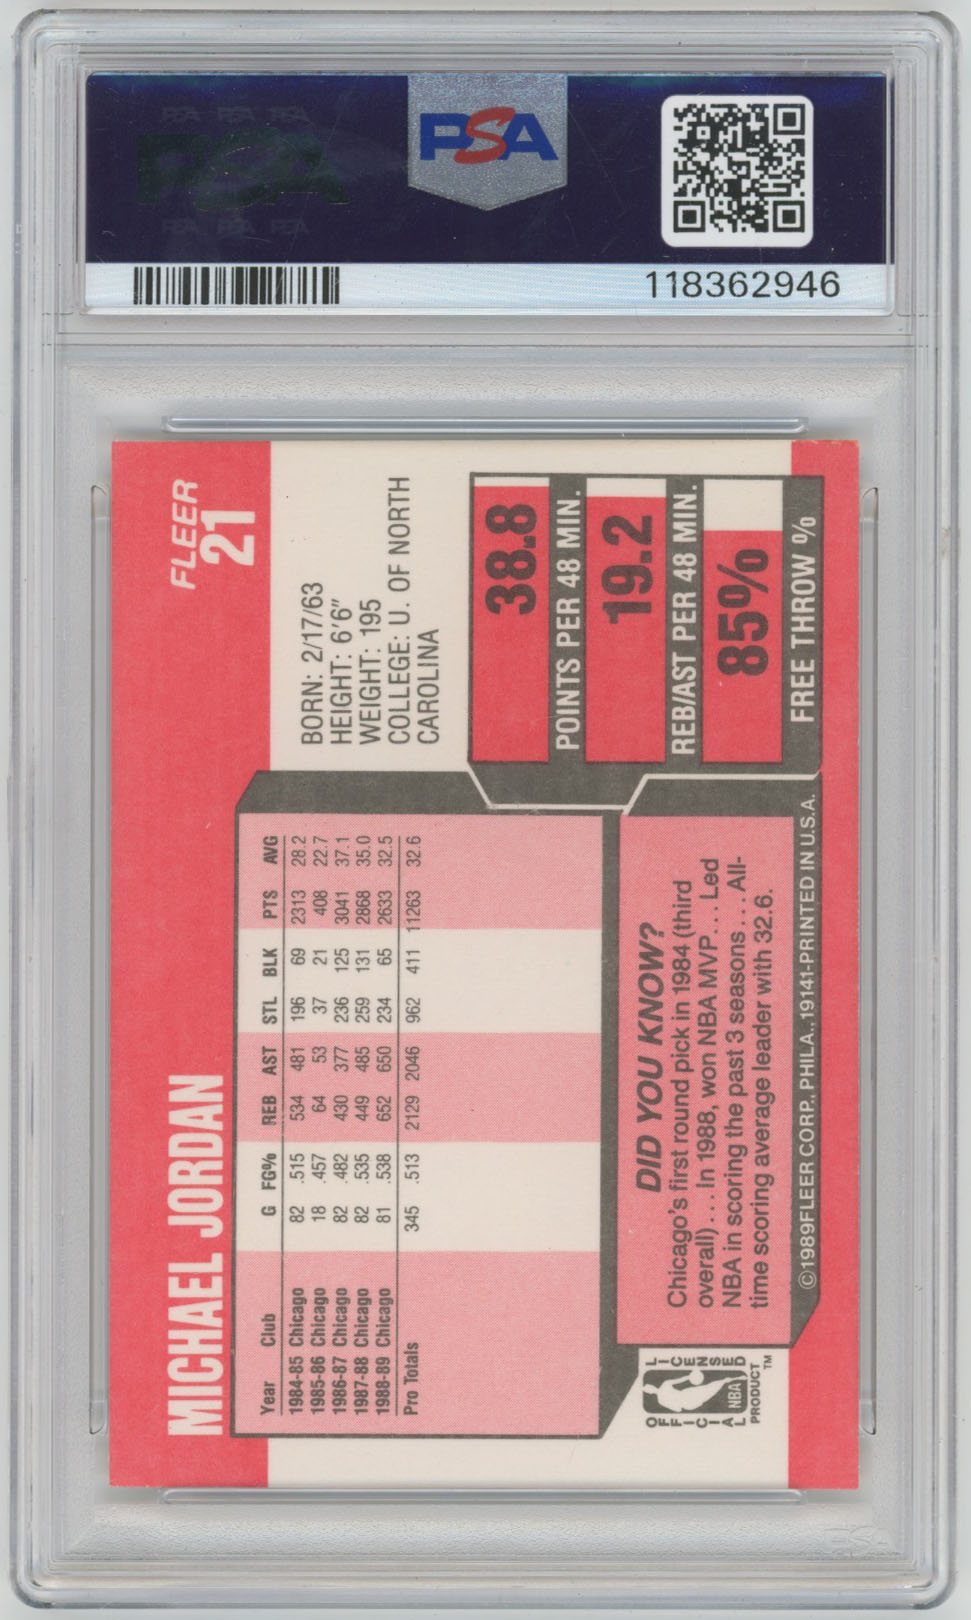 PSA PSA PSA
PSA
PSA PSA PSA
PSA
118362946
FLEER
21
MICHAEL JORDAN
BORN: 2/17/63
HEIGHT: 6'6"
WEIGHT: 195
COLLEGE: U. OF NORTH
CAROLINA
Year Club G FG% REB AST STL BLK PTS AVG
1984-85 Chicago 82 .515 534 481 196 69 2313 28.2
1985-86 Chicago 18 .457 64 53 37 21 408 22.7
1986-87 Chicago 82 .482 430 377 236 125 3041 37.1
1987-88 Chicago 82 .535 449 485 259 131 2868 35.0
1988-89 Chicago 81 .538 652 650 234 65 2633 32.5
Pro Totals 345 .513 2129 2046 962 411 11263 32.6
38.8
POINTS PER 48 MIN.
19.2
REB/AST PER 48 MIN.
85%
FREE THROW %
DID YOU KNOW?
Chicago's first round pick in 1984 (third
overall)... In 1988, won NBA MVP... Led
NBA in scoring the past 3 seasons... All-
time scoring average leader with 32.6.
OFFICIAL
LICENSED
NBA
PRODUCT™
©1989FLEER CORP., PHILA., 19141-PRINTED IN U.S.A.